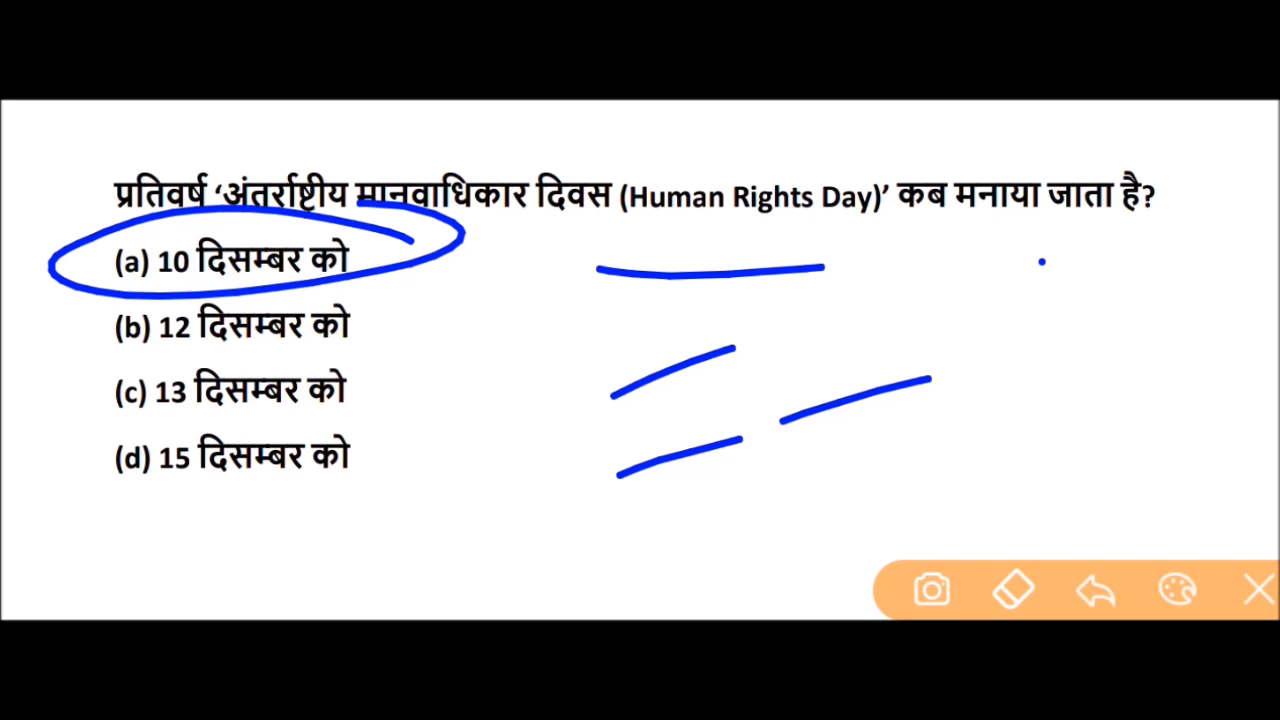 प्रतिवर्ष ‘अंतर्राष्ट्रीय मानवाधिकार दिवस (Human Rights Day)’ कब मनाया जाता है?
(a) 10 दिसम्बर को
(b) 12 दिसम्बर को
(c) 13 दिसम्बर को
(d) 15 दिसम्बर को